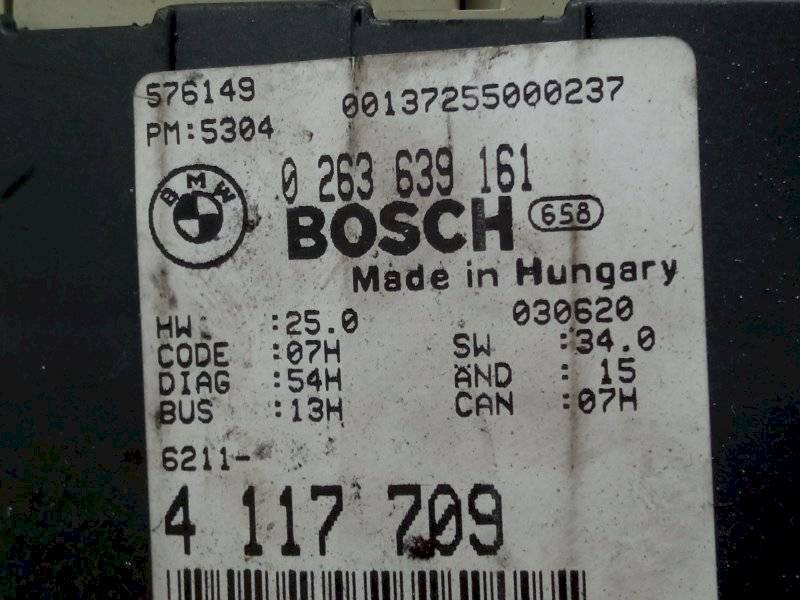 576149
00137255000237
PM:5304
BMW
0 263 639 161
BOSCH
658
Made in Hungary
030620
HW :25.0
SW :34.0
CODE :07H
ÄND : 15
DIAG :54H
CAN :07H
BUS :13H
6211-
4 117 709